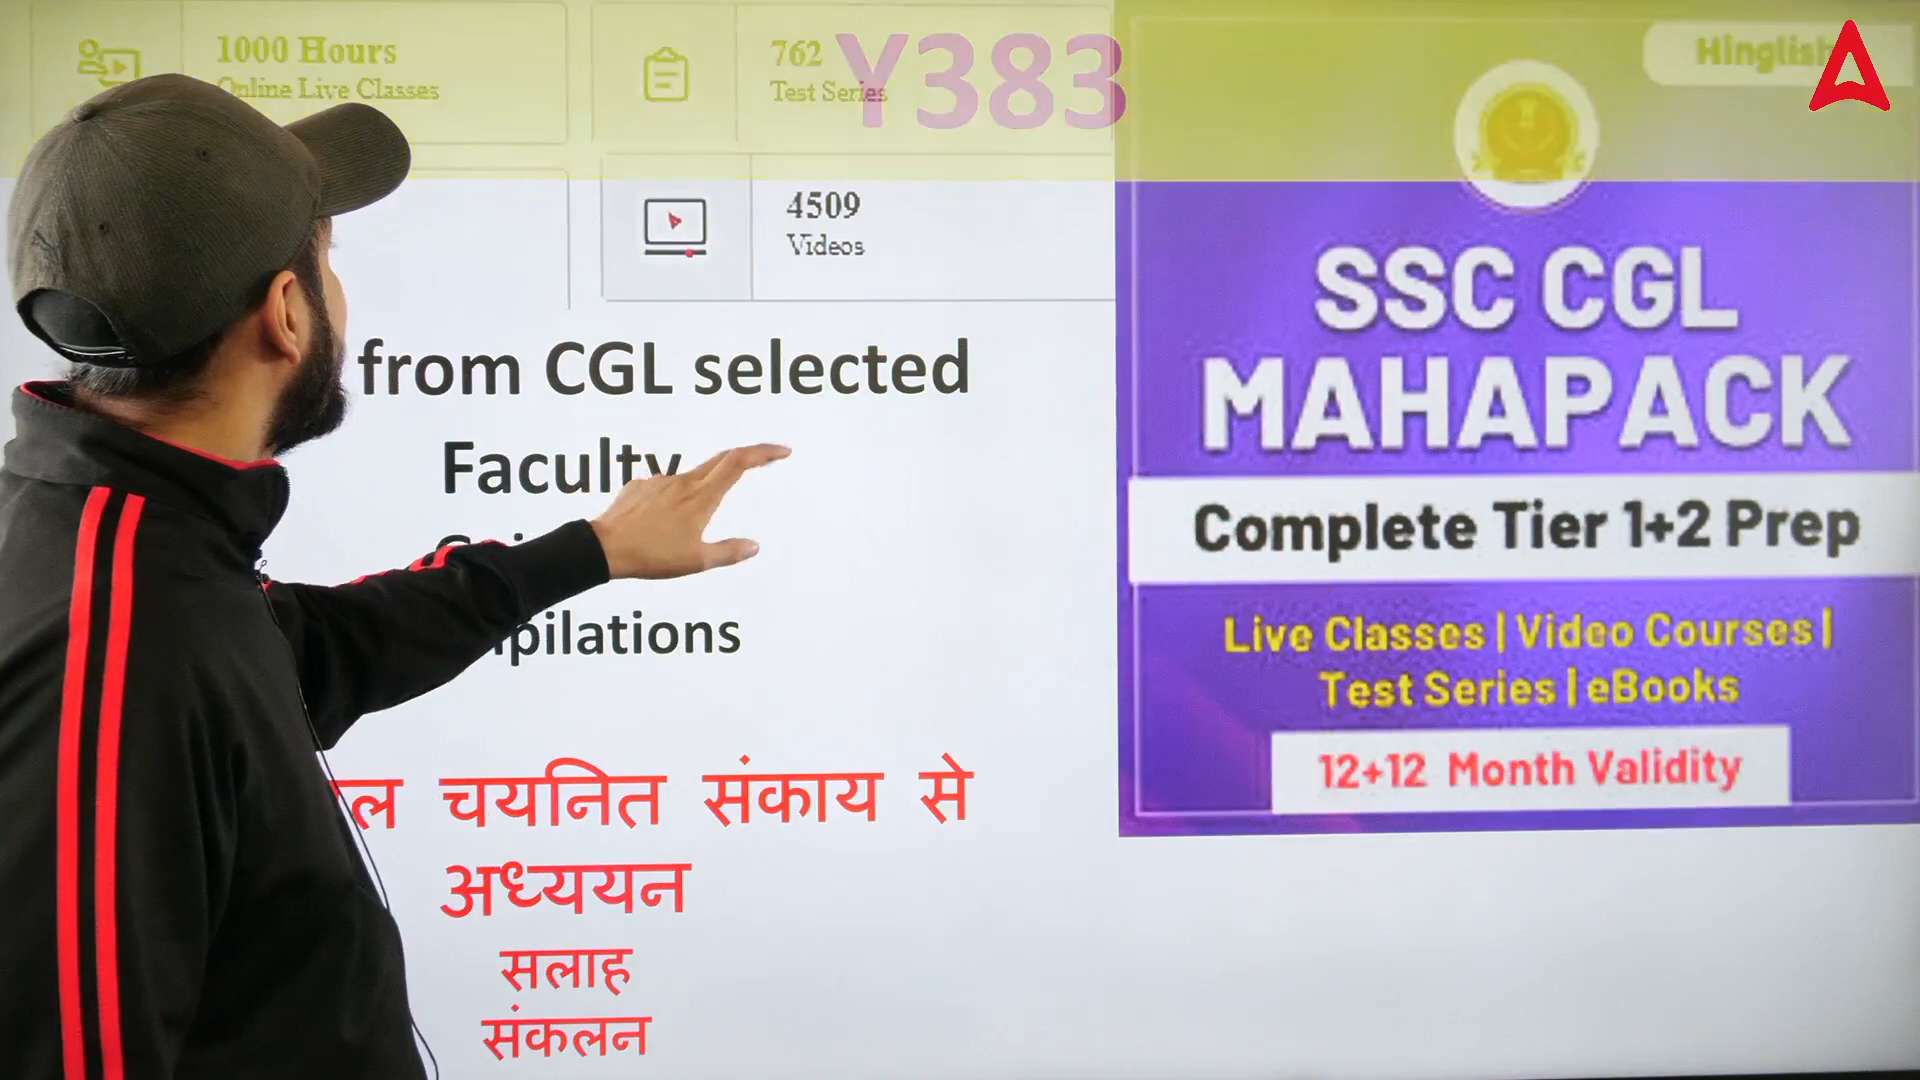 1000 Hours
Online Live Classes
762
Test Series
Y383
4509
Videos
from CGL selected
Faculty
चयनित संकाय से
अध्ययन
सलाह
संकलन
Hinglish
SSC CGL
MAHAPACK
Complete Tier 1+2 Prep
Live Classes | Video Courses |
Test Series | eBooks
12+12 Month Validity